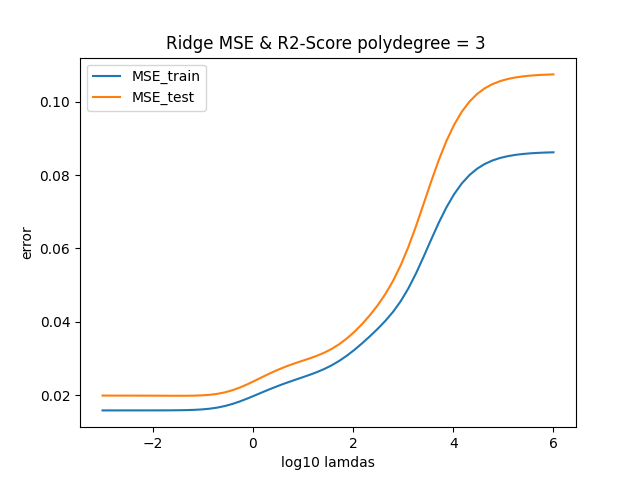 Ridge MSE & R2-Score polydegree = 3
MSE_train
MSE_test
error
0.10
0.08
0.06
0.04
0.02
−2
0
2
4
6
log10 lamdas